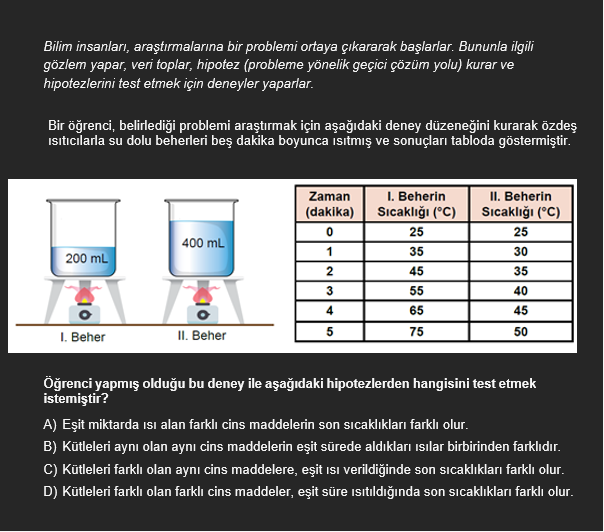 Bilim insanları, araştırmalarına bir problemi ortaya çıkararak başlarlar. Bununla ilgili
gözlem yapar, veri toplar, hipotez (probleme yönelik geçici çözüm yolu) kurar ve
hipotezlerini test etmek için deneyler yaparlar.
Bir öğrenci, belirlediği problemi araştırmak için aşağıdaki deney düzeneğini kurarak özdeş
ısıtıcılarla su dolu beherleri beş dakika boyunca ısıtmış ve sonuçları tabloda göstermiştir.
200 mL
400 mL
I. Beher
II. Beher
Zaman (dakika) I. Beherin Sıcaklığı (°C) II. Beherin Sıcaklığı (°C)
0 25 25
1 35 30
2 45 35
3 55 40
4 65 45
5 75 50
Öğrenci yapmış olduğu bu deney ile aşağıdaki hipotezlerden hangisini test etmek
istemiştir?
A) Eşit miktarda ısı alan farklı cins maddelerin son sıcaklıkları farklı olur.
B) Kütleleri aynı olan aynı cins maddelerin eşit sürede aldıkları ısılar birbirinden farklıdır.
C) Kütleleri farklı olan aynı cins maddelere, eşit ısı verildiğinde son sıcaklıkları farklı olur.
D) Kütleleri farklı olan farklı cins maddeler, eşit süre ısıtıldığında son sıcaklıkları farklı olur.